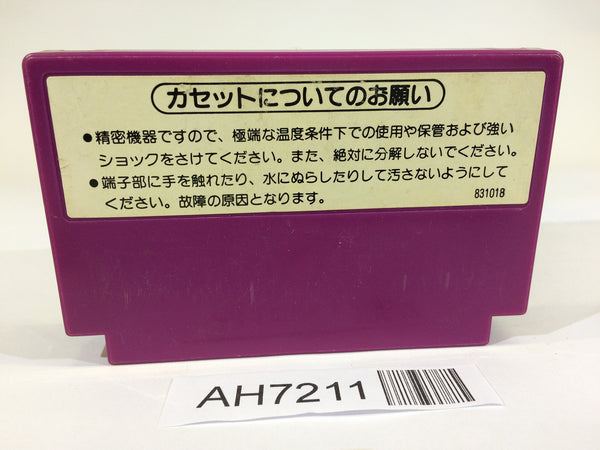 カセットについてのお願い
●精密機器ですので、極端な温度条件下での使用や保管および強い
ショックをさけてください。また、絶対に分解しないでください。
●端子部に手を触れたり、水にぬらしたりして汚さないようにして
ください。故障の原因となります。
831018
AH7211